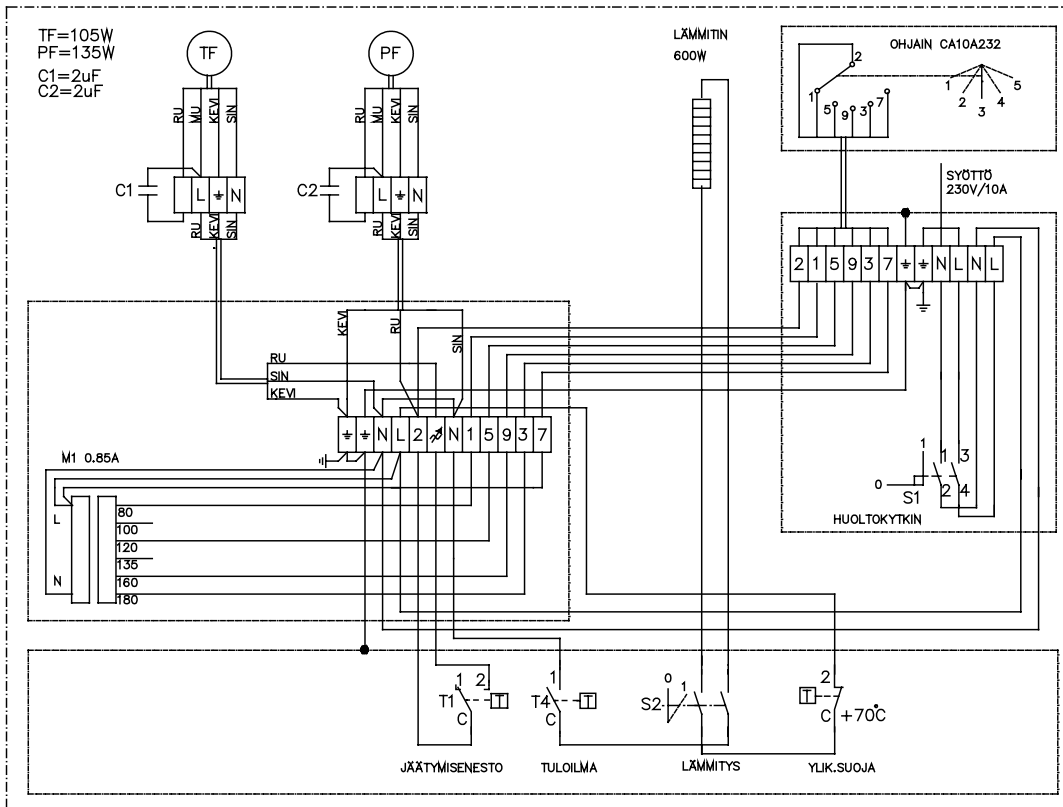 TF=105W
PF=135W
C1=2uF
C2=2uF
TF
PF
LÄMMITIN
600W
OHJAIN CA10A232
2
1
5 9 3 7
1 2 3 4 5
RU MU KEVI SIN
RU MU KEVI SIN
C1
L N
C2
L N
RU KEVI SIN
RU KEVI SIN
SYÖTTÖ
230V/10A
2 1 5 9 3 7 N L N L
KEVI
RU
SIN
RU
SIN
KEVI
N L 2 N 1 5 9 3 7
M1 0.85A
L
N
80
100
120
135
160
180
1
0
S1
1 3
2 4
HUOLTOKYTKIN
T1
1 2
C
T
T4
1
C
T
S2
0
1
2
T
C
+70°C
JÄÄTYMISENESTO
TULOILMA
LÄMMITYS
YLIK.SUOJA